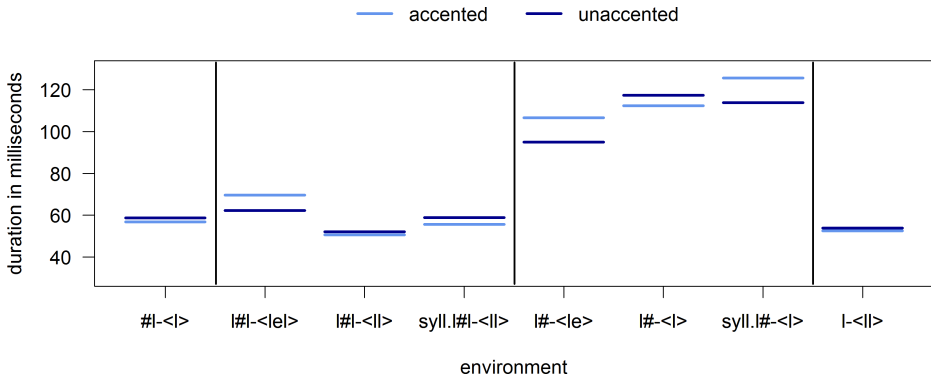 accented unaccented
duration in milliseconds
120
100
80
60
40
#l-<l> l#l-<lel> l#l-<ll> syll.l#l-<ll> l#-<le> l#-<l> syll.l#-<l> l-<ll>
environment